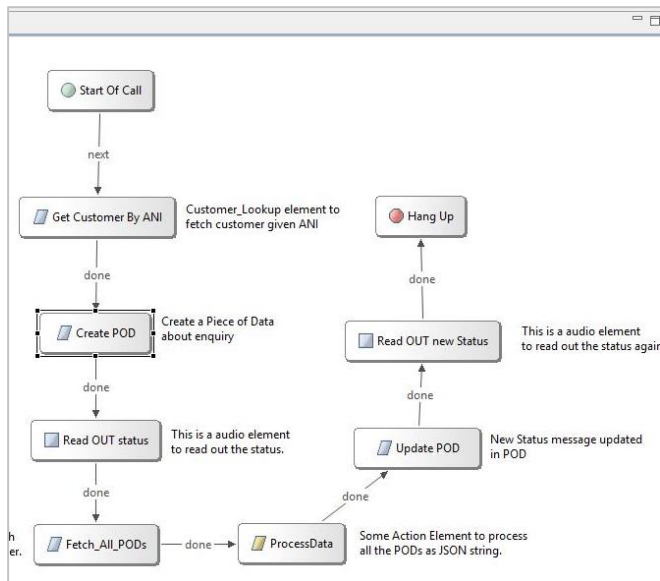 Start Of Call
next
Get Customer By ANI
Customer_Lookup element to
fetch customer given ANI
done
Create POD
Create a Piece of Data
about enquiry
done
Read OUT status
This is a audio element
to read out the status.
done
h
er.
Fetch_All_PODs
done
ProcessData
Some Action Element to process
all the PODs as JSON string.
done
Update POD
New Status message updated
in POD
done
Read OUT new Status
This is a audio element
to read out the status again
done
Hang Up